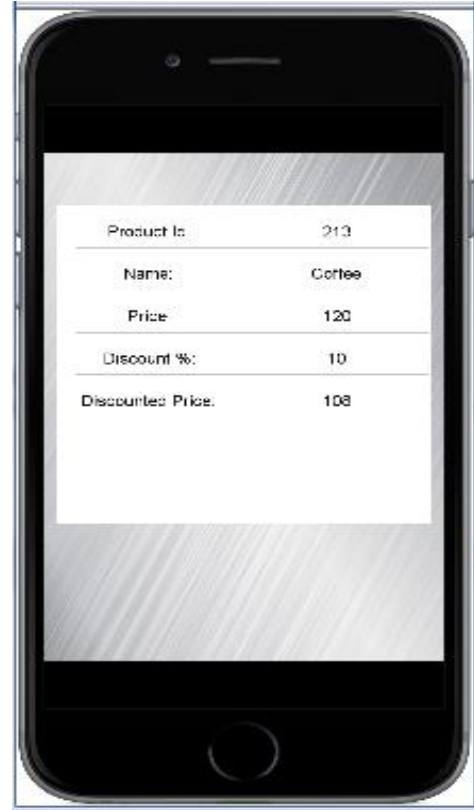 Product Id 213
Name: Coffee
Price 120
Discount %: 10
Discounted Price: 108